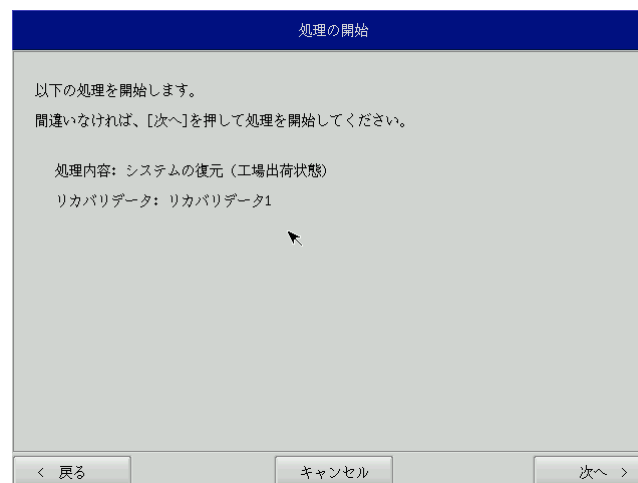 処理の開始
以下の処理を開始します。
間違いなければ、[次へ]を押して処理を開始してください。
処理内容: システムの復元（工場出荷状態）
リカバリデータ: リカバリデータ1
< 戻る
キャンセル
次へ >